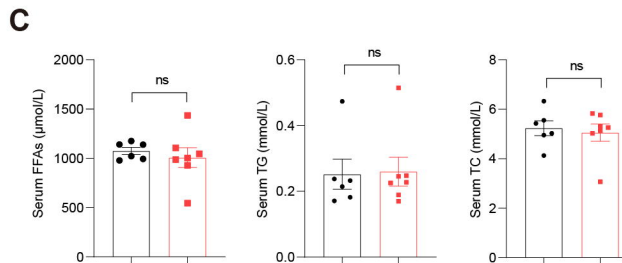 C
Serum FFAs (μmol/L)
2000
1500
1000
500
0
ns
Serum TG (mmol/L)
0.6
0.4
0.2
0.0
ns
Serum TC (mmol/L)
8
6
4
2
0
ns